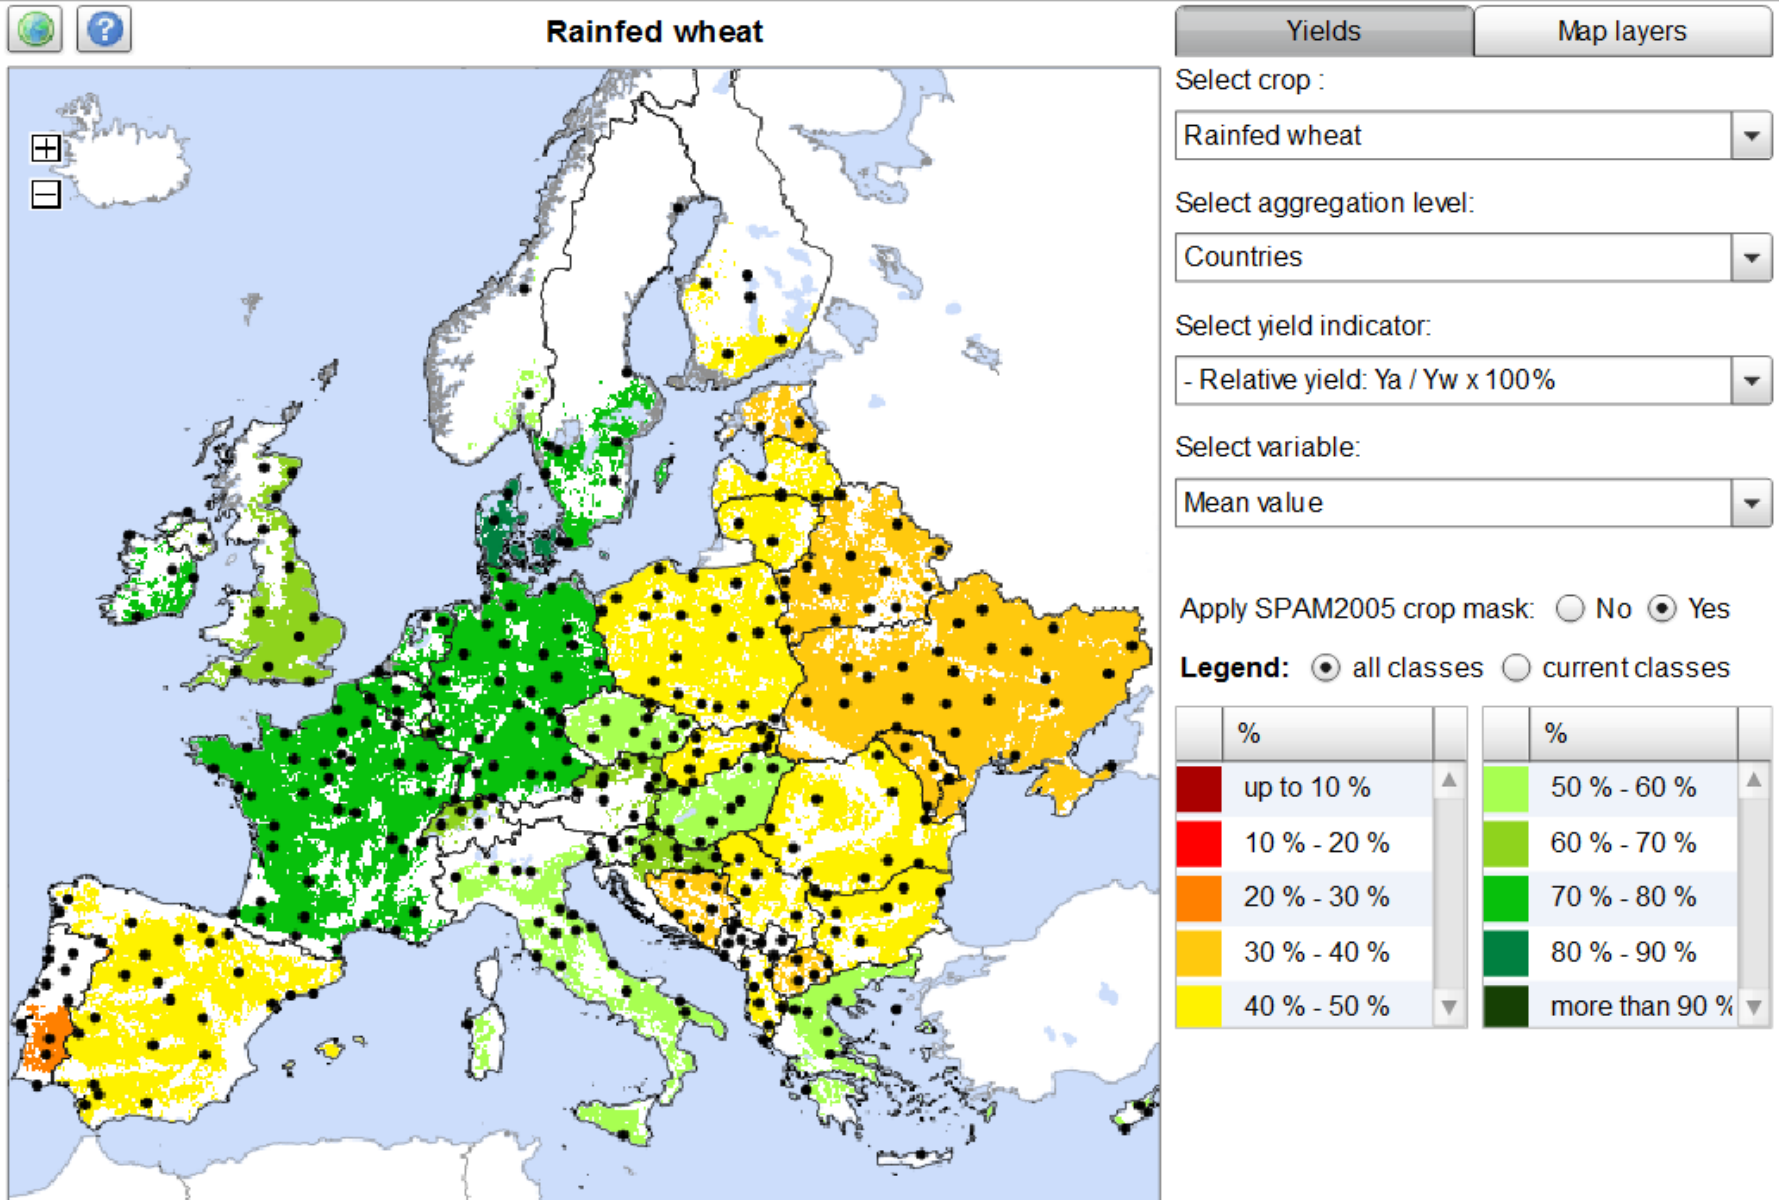 Rainfed wheat
Yields
Map layers
Select crop :
Rainfed wheat
Select aggregation level:
Countries
Select yield indicator:
- Relative yield: Ya / Yw x 100%
Select variable:
Mean value
Apply SPAM2005 crop mask: No Yes
Legend: all classes current classes
%
up to 10 %
10 % - 20 %
20 % - 30 %
30 % - 40 %
40 % - 50 %
%
50 % - 60 %
60 % - 70 %
70 % - 80 %
80 % - 90 %
more than 90 %